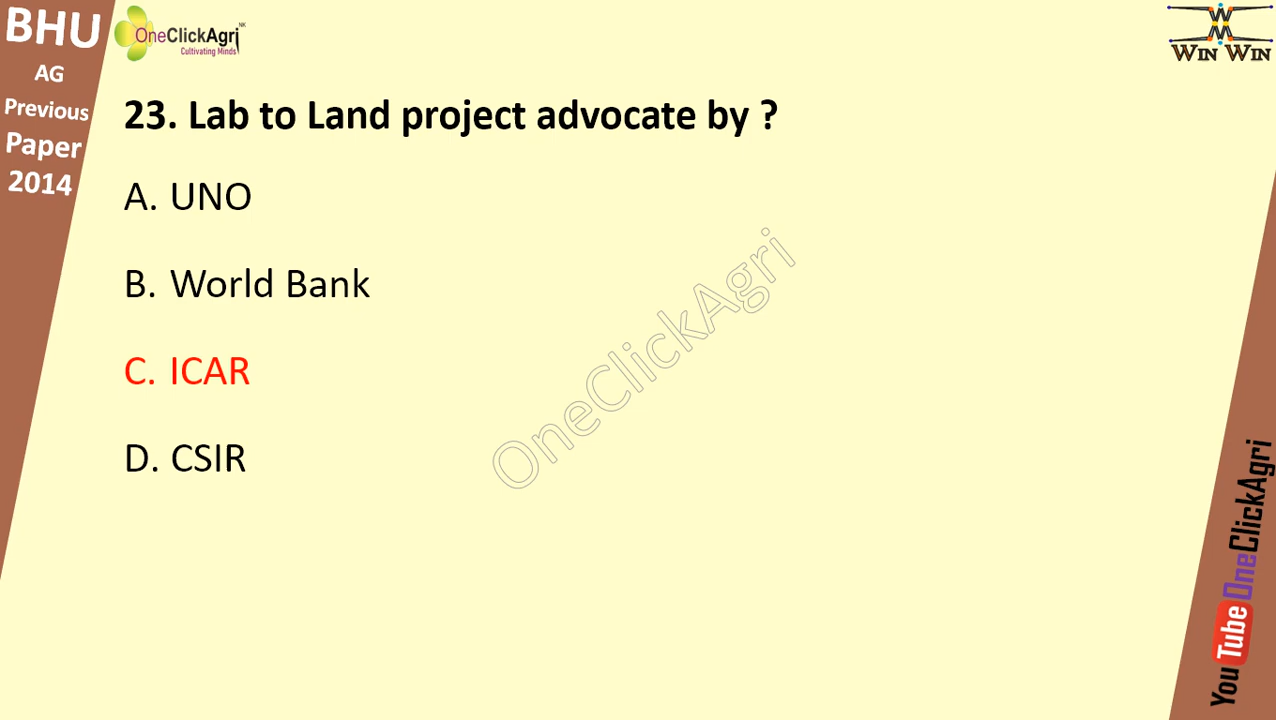 BHU
AG
Previous
Paper
2014
OneClickAgri
NK
Cultivating Minds
WIN WIN
23. Lab to Land project advocate by ?
A. UNO
B. World Bank
C. ICAR
D. CSIR
OneClickAgri
YouTube OneClickAgri